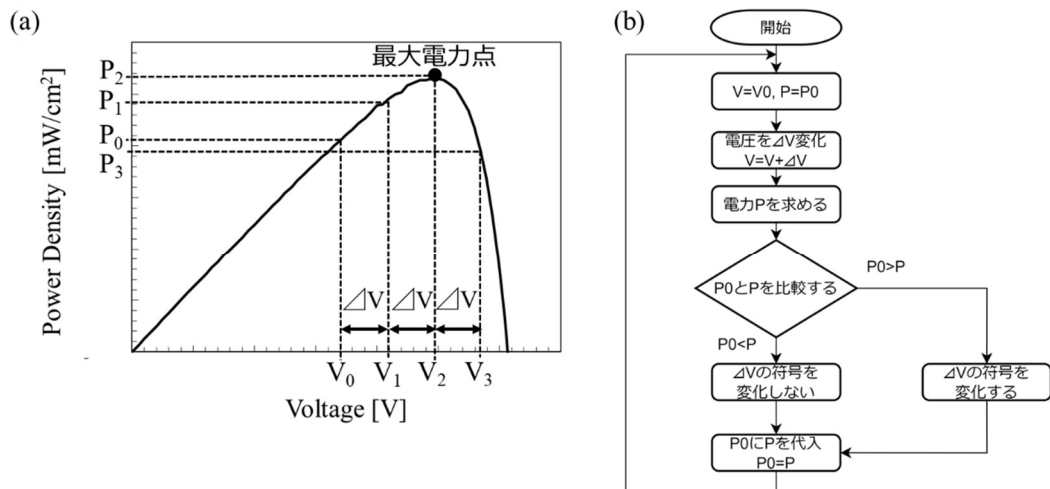 (a)
最大電力点
P₂
P₁
P₀
P₃
Power Density [mW/cm²]
⊿V ⊿V ⊿V
V₀ V₁ V₂ V₃
Voltage [V]
(b)
開始
V=V0, P=P0
電圧を⊿V変化
V=V+⊿V
電力Pを求める
P0とPを比較する
P0>P
P0<P
⊿Vの符号を
変化しない
⊿Vの符号を
変化する
P0にPを代入
P0=P